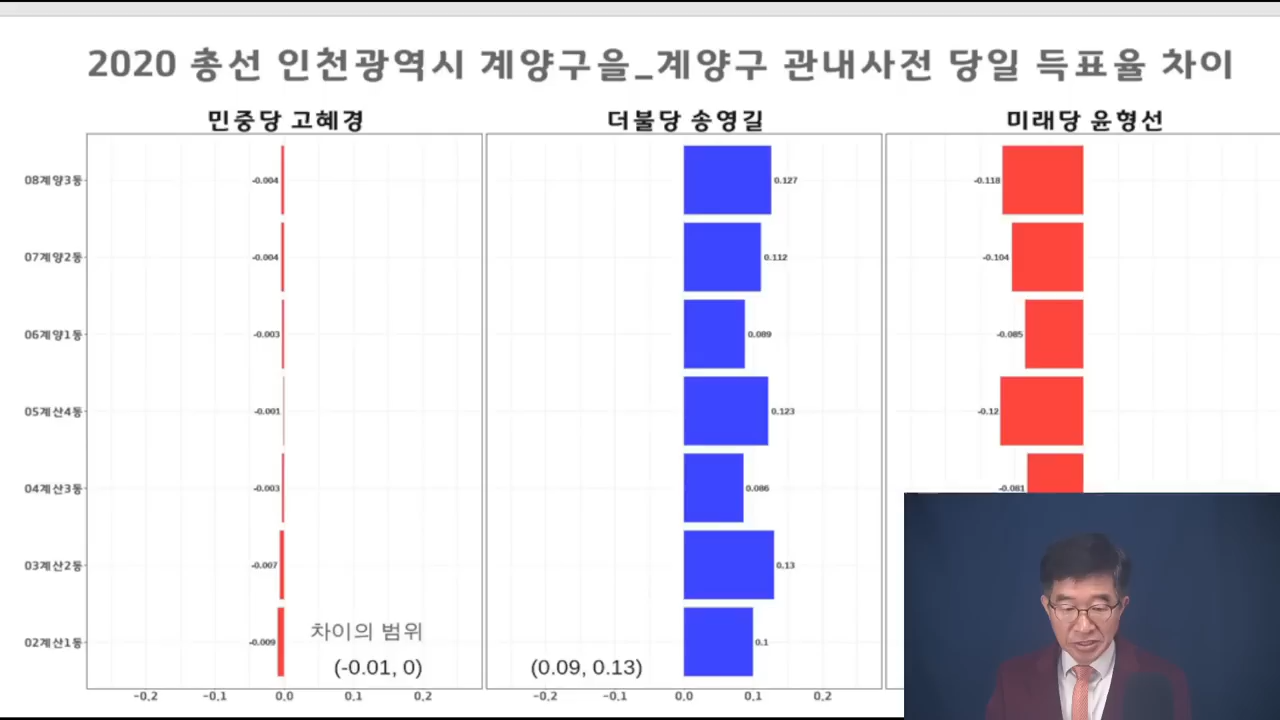 2020 총선 인천광역시 계양구을_계양구 관내사전 당일 득표율 차이
민중당 고혜경
더불당 송영길
미래당 윤형선
08계양3동
-0.004
0.127
-0.118
07계양2동
-0.004
0.112
-0.104
06계양1동
-0.003
0.089
-0.085
05계산4동
-0.001
0.123
-0.12
04계산3동
-0.003
0.086
-0.081
03계산2동
-0.007
0.13
02계산1동
-0.009
0.1
차이의 범위
(-0.01, 0)
(0.09, 0.13)
-0.2 -0.1 0.0 0.1 0.2
-0.2 -0.1 0.0 0.1 0.2